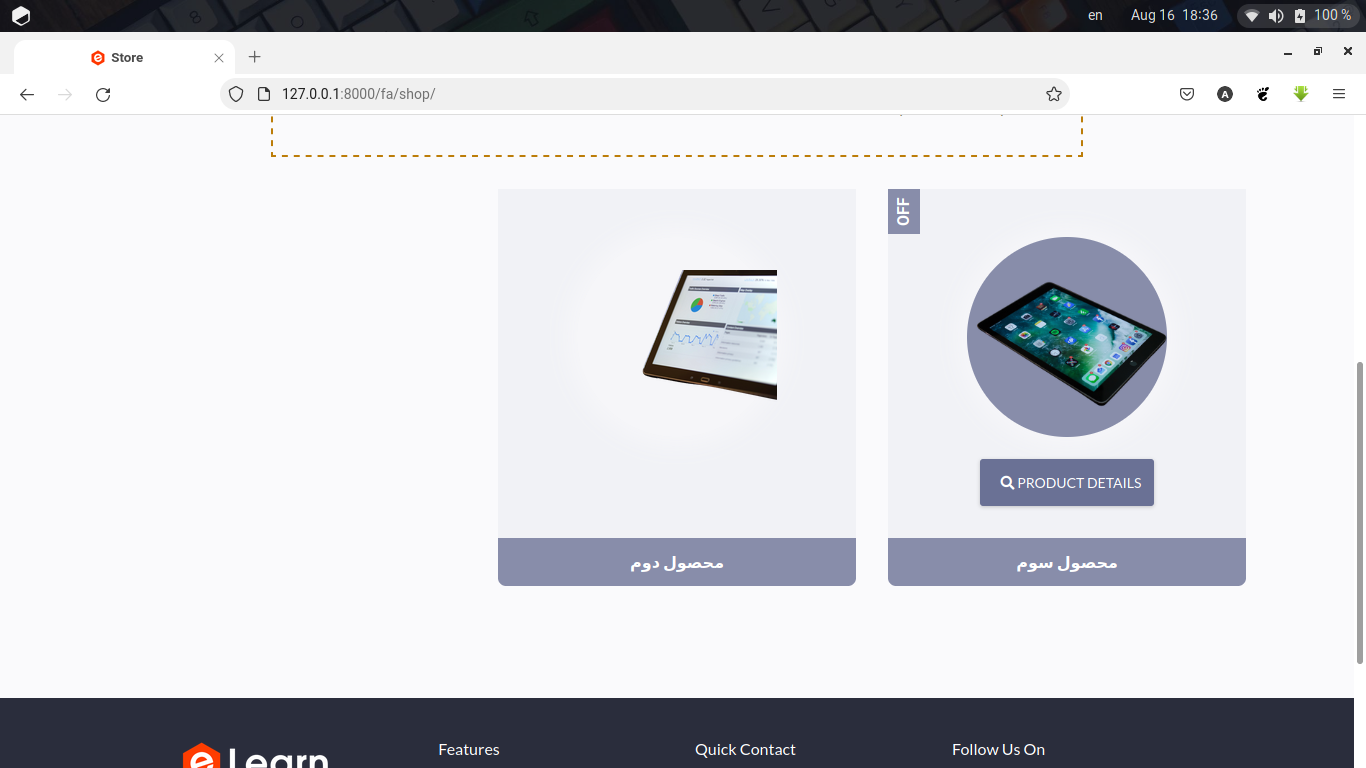 en
Aug 16 18:36
100 %
Store
127.0.0.1:8000/fa/shop/
OFF
PRODUCT DETAILS
محصول سوم
محصول دوم
Learn
Features
Quick Contact
Follow Us On